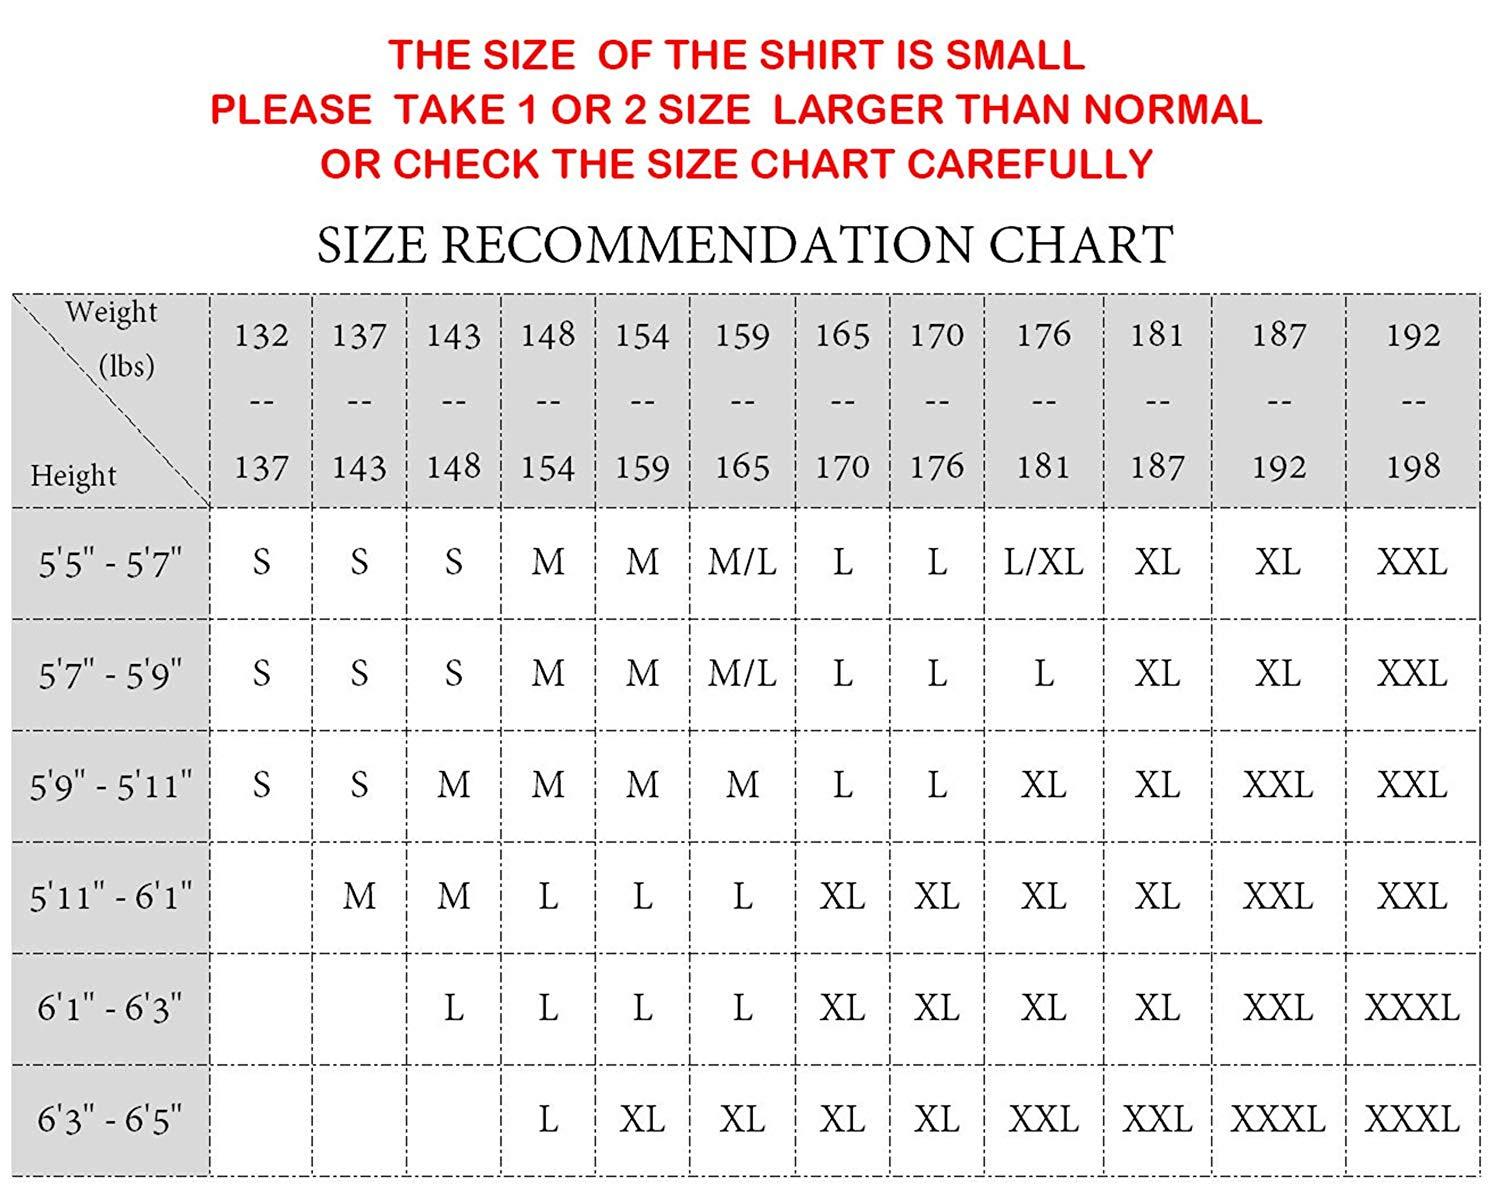 THE SIZE OF THE SHIRT IS SMALL
PLEASE TAKE 1 OR 2 SIZE LARGER THAN NORMAL
OR CHECK THE SIZE CHART CAREFULLY
SIZE RECOMMENDATION CHART
Weight
(lbs)
Height
132 137 143 148 154 159 165 170 176 181 187 192
-- -- -- -- -- -- -- -- -- -- -- --
137 143 148 154 159 165 170 176 181 187 192 198
5'5" - 5'7" S S S M M M/L L L L/XL XL XL XXL
5'7" - 5'9" S S S M M M/L L L L XL XL XXL
5'9" - 5'11" S S M M M M L L XL XL XXL XXL
5'11" - 6'1" M M L L L XL XL XL XL XXL XXL
6'1" - 6'3" L L L L XL XL XL XL XXL XXXL
6'3" - 6'5" L XL XL XL XL XXL XXL XXXL XXXL